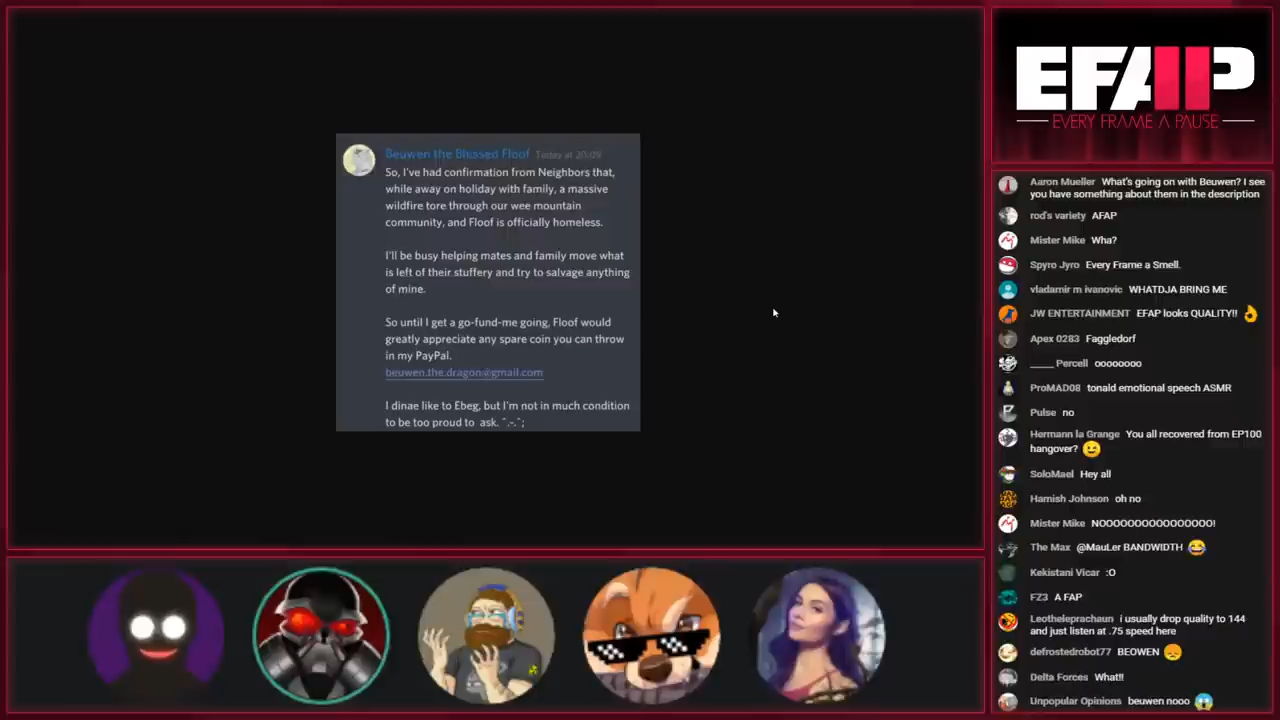 Beuwen the Blussed Floof Today at 20:09
So, I've had confirmation from Neighbors that,
while away on holiday with family, a massive
wildfire tore through our wee mountain
community, and Floof is officially homeless.
I'll be busy helping mates and family move what
is left of their stuffery and try to salvage anything
of mine.
So until I get a go-fund-me going, Floof would
greatly appreciate any spare coin you can throw
in my PayPal.
beuwen.the.dragon@gmail.com
I dinae like to Ebeg, but I'm not in much condition
to be too proud to ask. ^.-.^;
EFAP
EVERY FRAME A PAUSE
Aaron Mueller What's going on with Beuwen? I see
you have something about them in the description
rod's variety AFAP
Mister Mike Wha?
Spyro Jyro Every Frame a Smell.
vladamir m ivanovic WHATDJA BRING ME
JW ENTERTAINMENT EFAP looks QUALITY!! 👌
Apex 0283 Faggledorf
_____ Percell oooooooo
ProMAD08 tonald emotional speech ASMR
Pulse no
Hermann la Grange You all recovered from EP100
hangover? 😉
SoloMael Hey all
Hamish Johnson oh no
Mister Mike NOOOOOOOOOOOOOOO!
The Max @MauLer BANDWIDTH 😂
Kekistani Vicar :O
FZ3 A FAP
Leotheleprachaun i usually drop quality to 144
and just listen at .75 speed here
defrostedrobot77 BEOWEN 😞
Delta Forces What!!
Unpopular Opinions beuwen nooo 😱